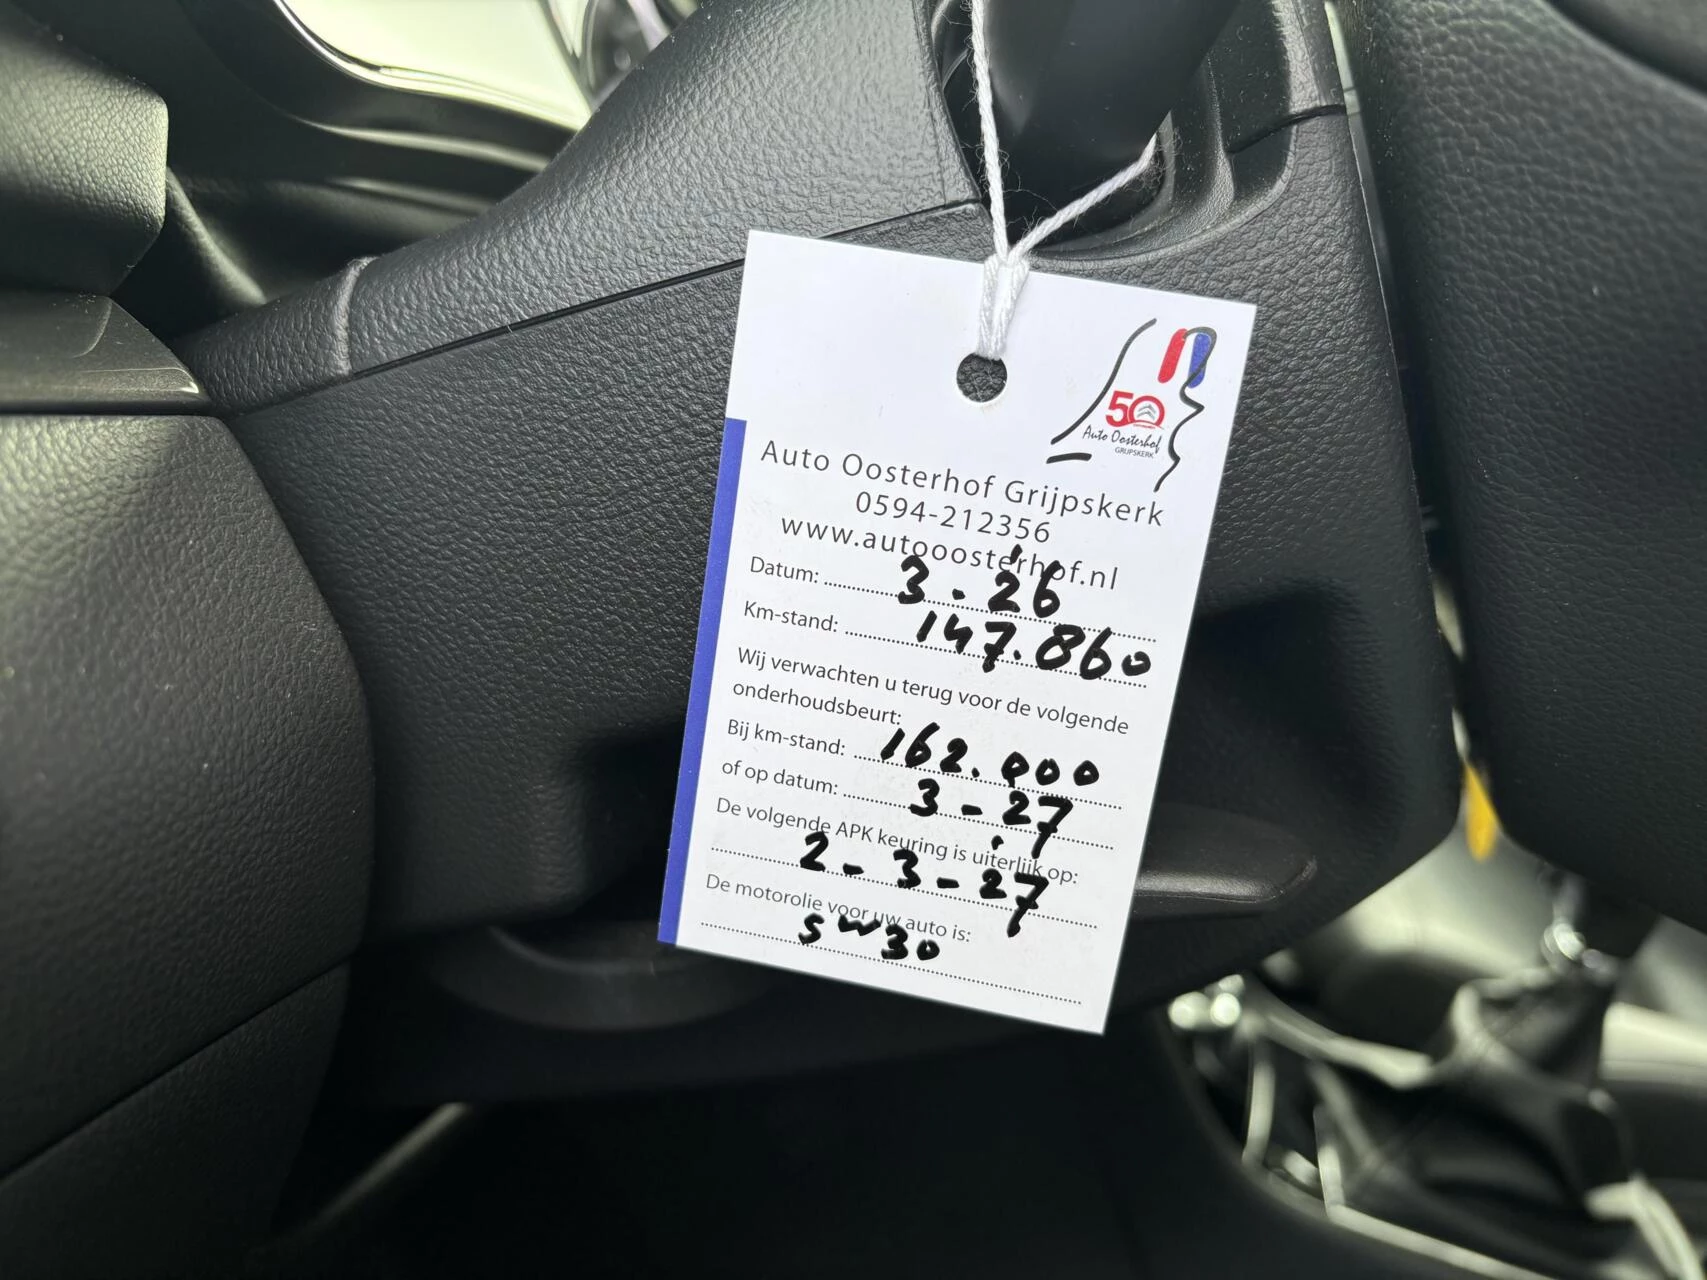 50
Auto Oosterhof
GRIJPSKERK
Auto Oosterhof Grijpskerk
0594-212356
www.autooosterhof.nl
Datum: 3. '26
Km-stand: 147.860
Wij verwachten u terug voor de volgende
onderhoudsbeurt:
Bij km-stand: 162.000
of op datum: 3-27
De volgende APK keuring is uiterlijk op:
2-3-27
De motorolie voor uw auto is:
5w30